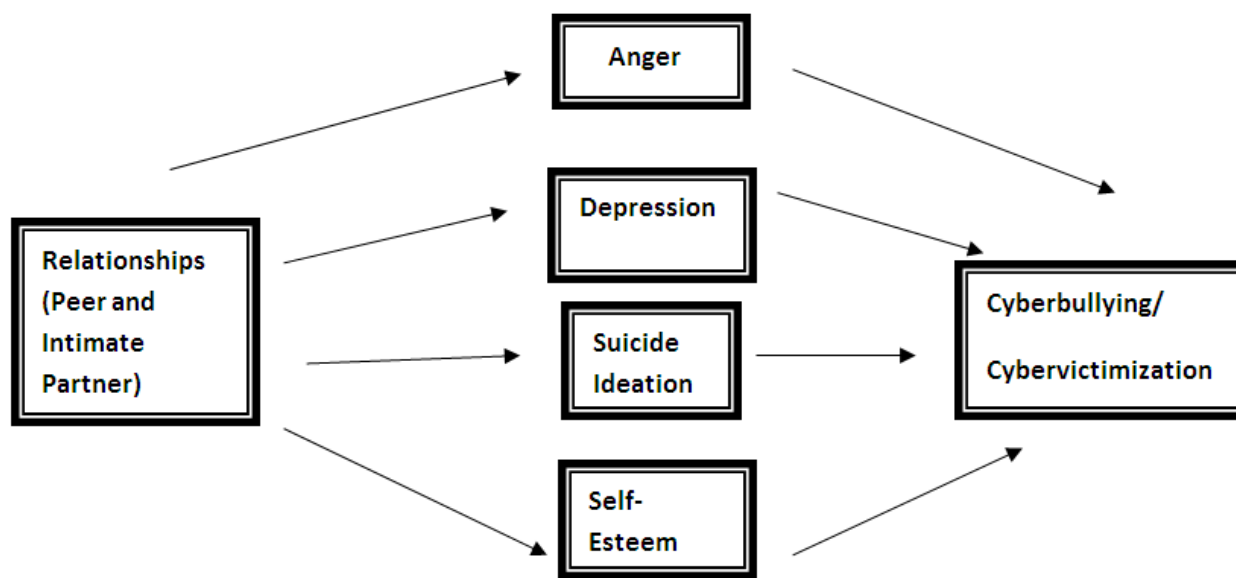 Anger
Depression
Relationships
(Peer and
Intimate
Partner)
Suicide
Ideation
Cyberbullying/
Cybervictimization
Self-
Esteem